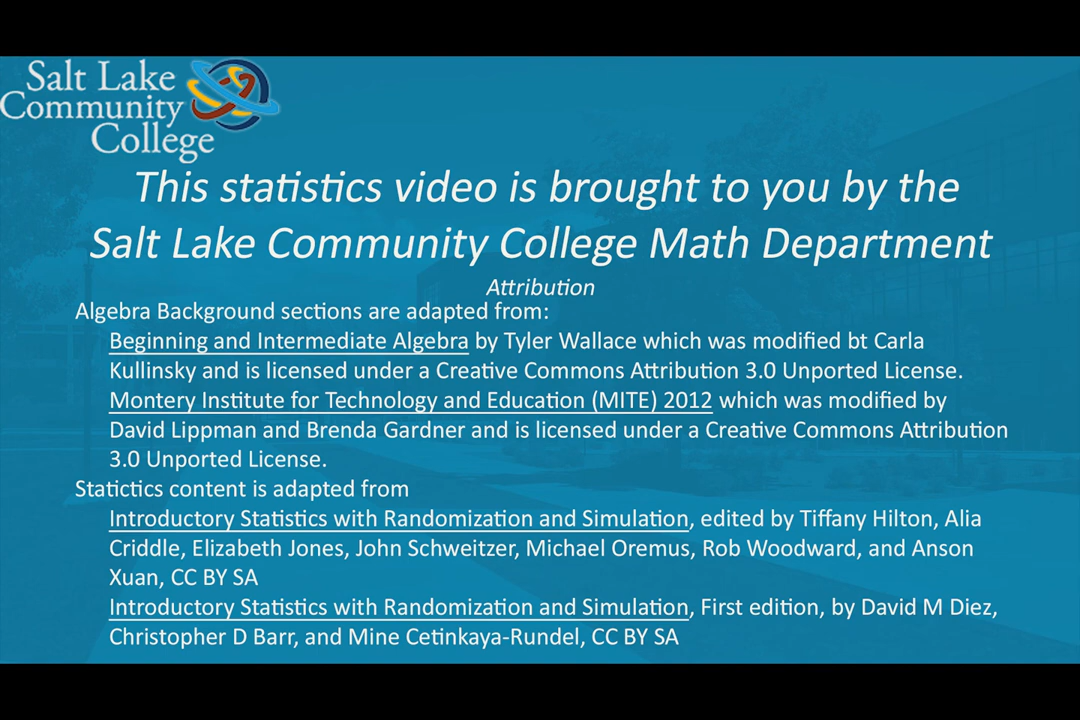 Salt Lake
Community
College
This statistics video is brought to you by the
Salt Lake Community College Math Department
Attribution
Algebra Background sections are adapted from:
Beginning and Intermediate Algebra by Tyler Wallace which was modified bt Carla
Kullinsky and is licensed under a Creative Commons Attribution 3.0 Unported License.
Montery Institute for Technology and Education (MITE) 2012 which was modified by
David Lippman and Brenda Gardner and is licensed under a Creative Commons Attribution
3.0 Unported License.
Statictics content is adapted from
Introductory Statistics with Randomization and Simulation, edited by Tiffany Hilton, Alia
Criddle, Elizabeth Jones, John Schweitzer, Michael Oremus, Rob Woodward, and Anson
Xuan, CC BY SA
Introductory Statistics with Randomization and Simulation, First edition, by David M Diez,
Christopher D Barr, and Mine Cetinkaya-Rundel, CC BY SA